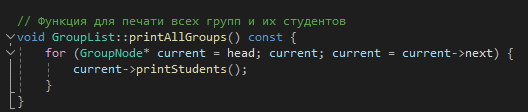 // Функция для печати всех групп и их студентов
void GroupList::printAllGroups() const {
for (GroupNode* current = head; current; current = current->next) {
current->printStudents();
}
}